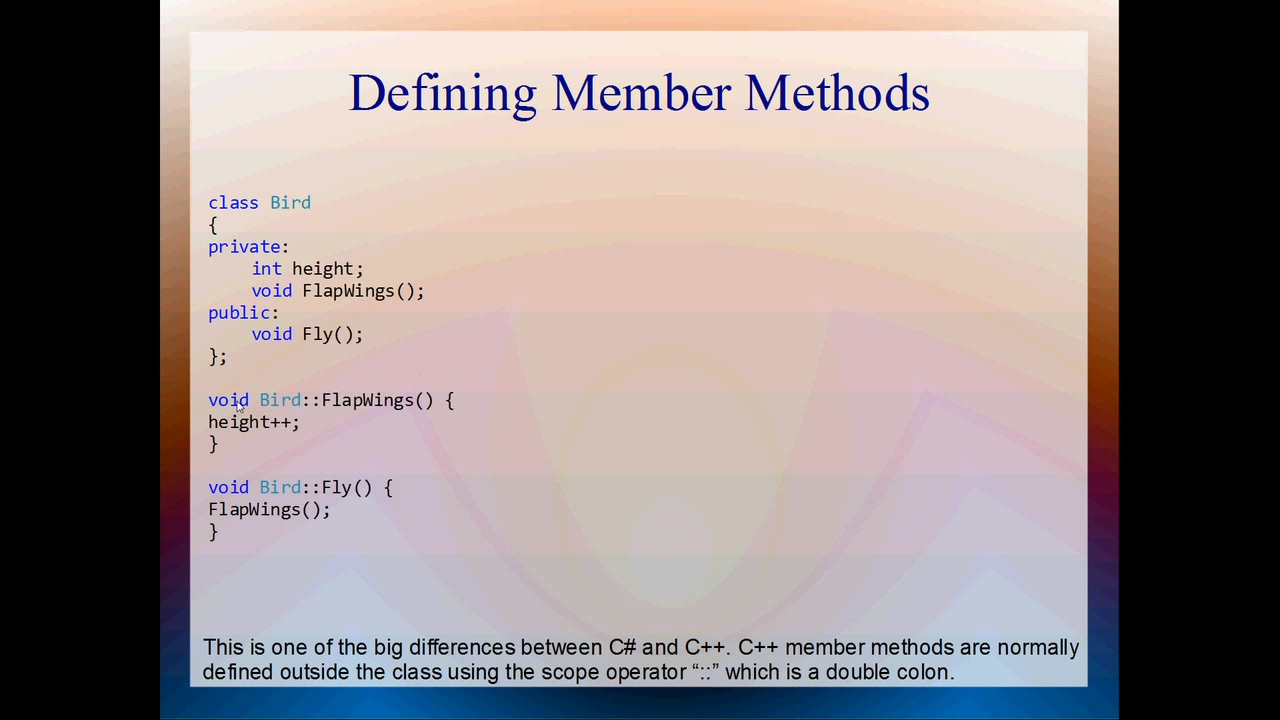 Defining Member Methods
class Bird
{
private:
    int height;
    void FlapWings();
public:
    void Fly();
};

void Bird::FlapWings() {
height++;
}

void Bird::Fly() {
FlapWings();
}
This is one of the big differences between C# and C++. C++ member methods are normally
defined outside the class using the scope operator “::” which is a double colon.